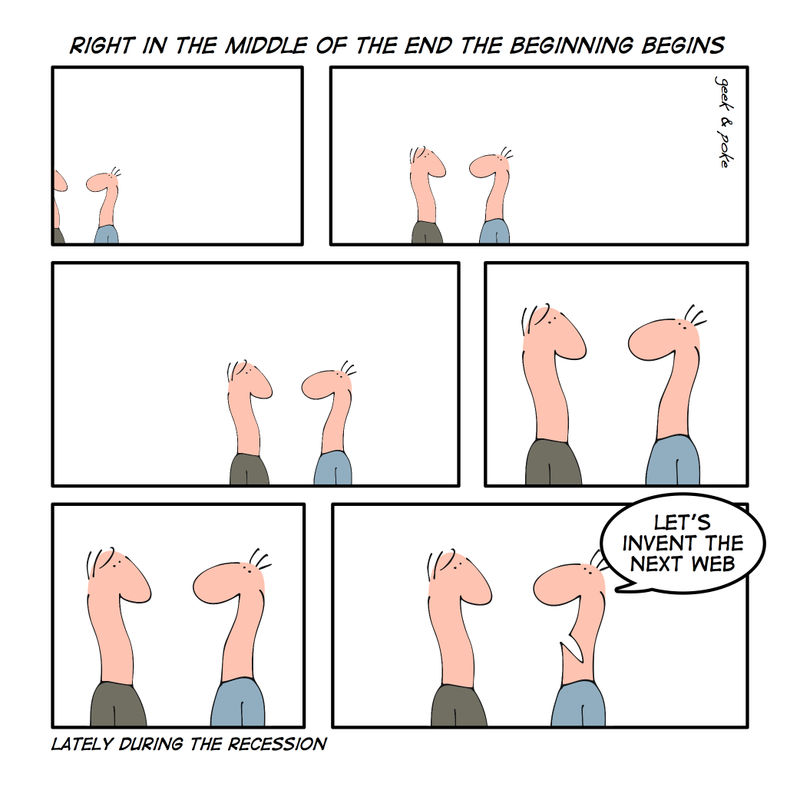 RIGHT IN THE MIDDLE OF THE END THE BEGINNING BEGINS
geek & poke
LET'S
INVENT THE
NEXT WEB
LATELY DURING THE RECESSION